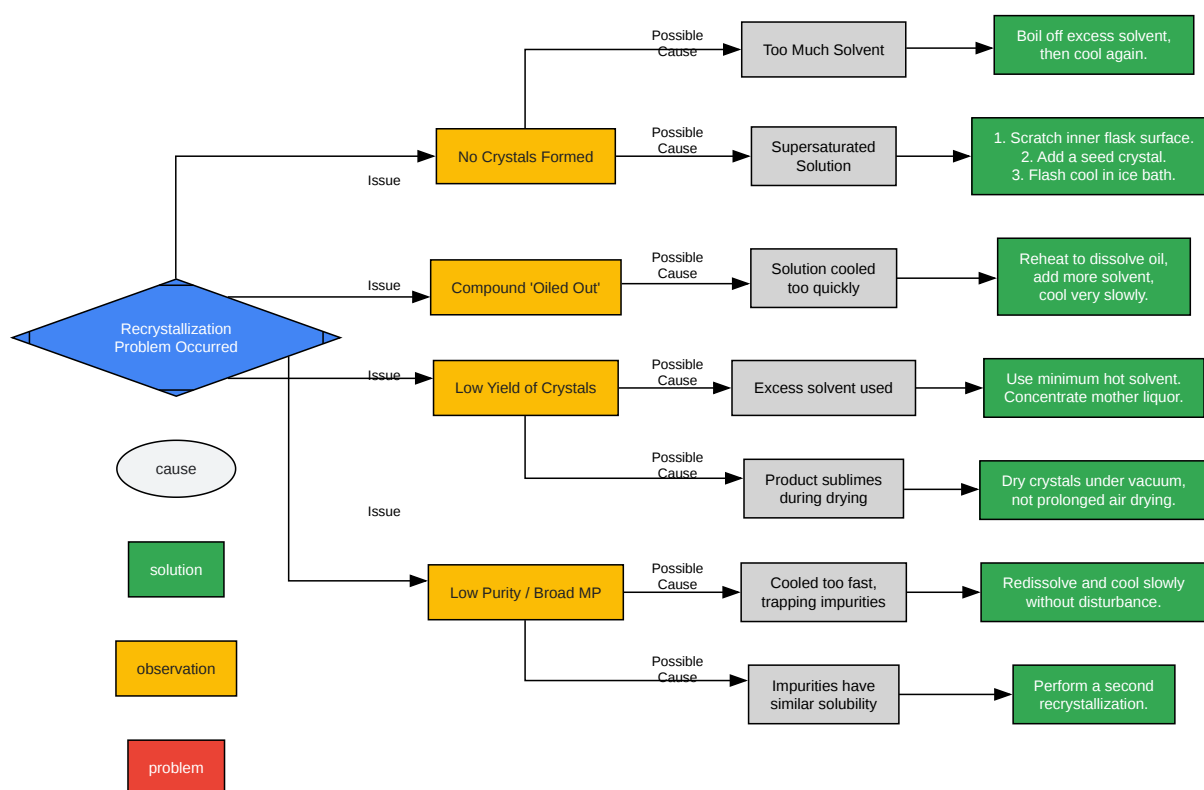 Possible
Cause
Too Much Solvent
Boil off excess solvent,
then cool again.
Issue
No Crystals Formed
Possible
Cause
Supersaturated
Solution
1. Scratch inner flask surface.
2. Add a seed crystal.
3. Flash cool in ice bath.
Recrystallization
Problem Occurred
Issue
Compound 'Oiled Out'
Possible
Cause
Solution cooled
too quickly
Reheat to dissolve oil,
add more solvent,
cool very slowly.
Issue
Low Yield of Crystals
Possible
Cause
Excess solvent used
Use minimum hot solvent.
Concentrate mother liquor.
Possible
Cause
Product sublimes
during drying
Dry crystals under vacuum,
not prolonged air drying.
Issue
Low Purity / Broad MP
Possible
Cause
Cooled too fast,
trapping impurities
Redissolve and cool slowly
without disturbance.
Possible
Cause
Impurities have
similar solubility
Perform a second
recrystallization.
cause
solution
observation
problem